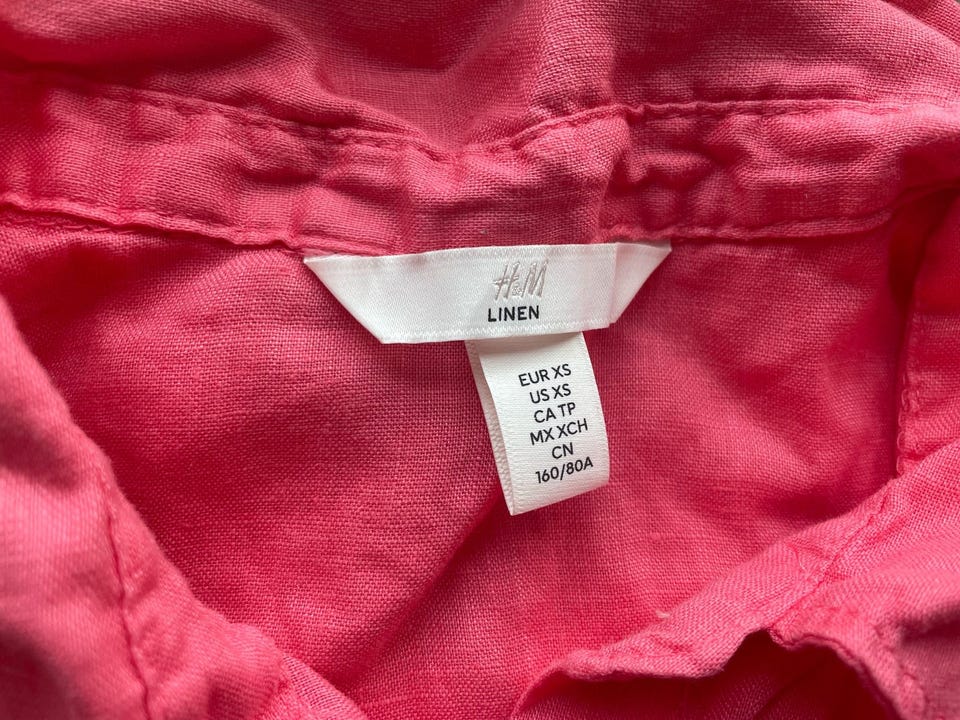 H&M
LINEN
EUR XS
US XS
CA TP
MX XCH
CN
160/80A